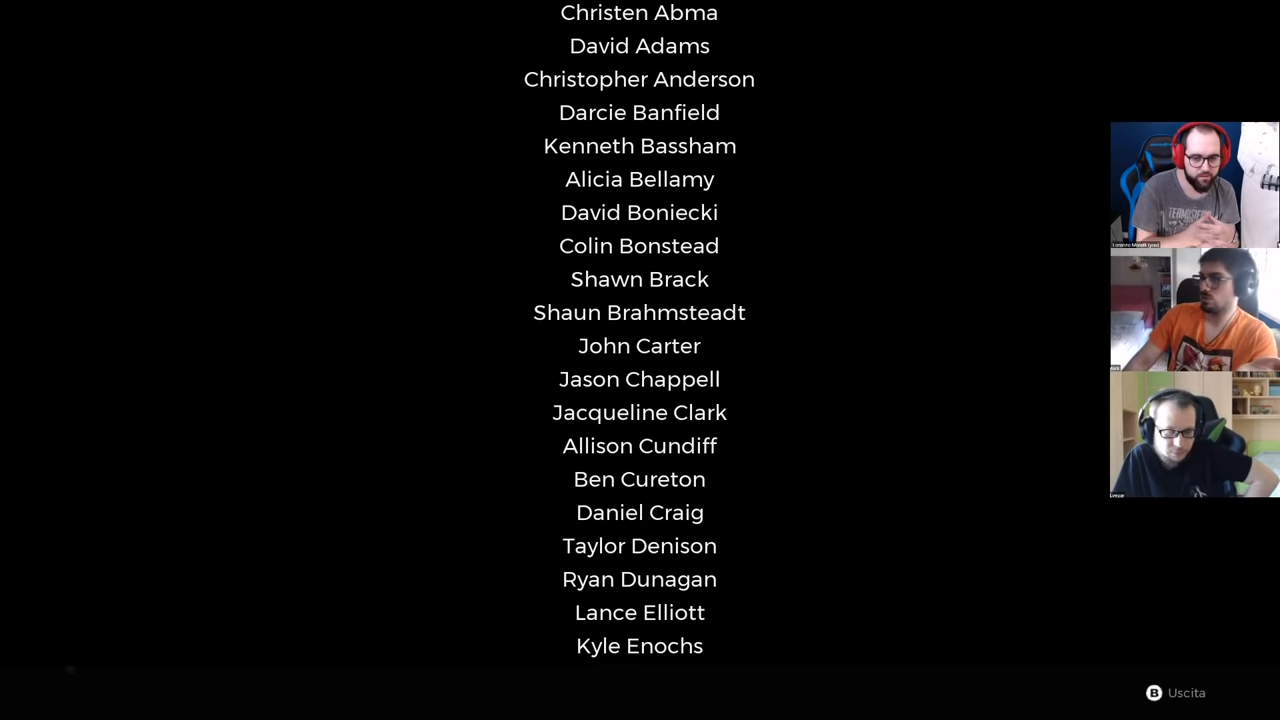 Christen Abma
David Adams
Christopher Anderson
Darcie Banfield
Kenneth Bassham
Alicia Bellamy
David Boniecki
Colin Bonstead
Shawn Brack
Shaun Brahmsteadt
John Carter
Jason Chappell
Jacqueline Clark
Allison Cundiff
Ben Cureton
Daniel Craig
Taylor Denison
Ryan Dunagan
Lance Elliott
Kyle Enochs
B Uscita